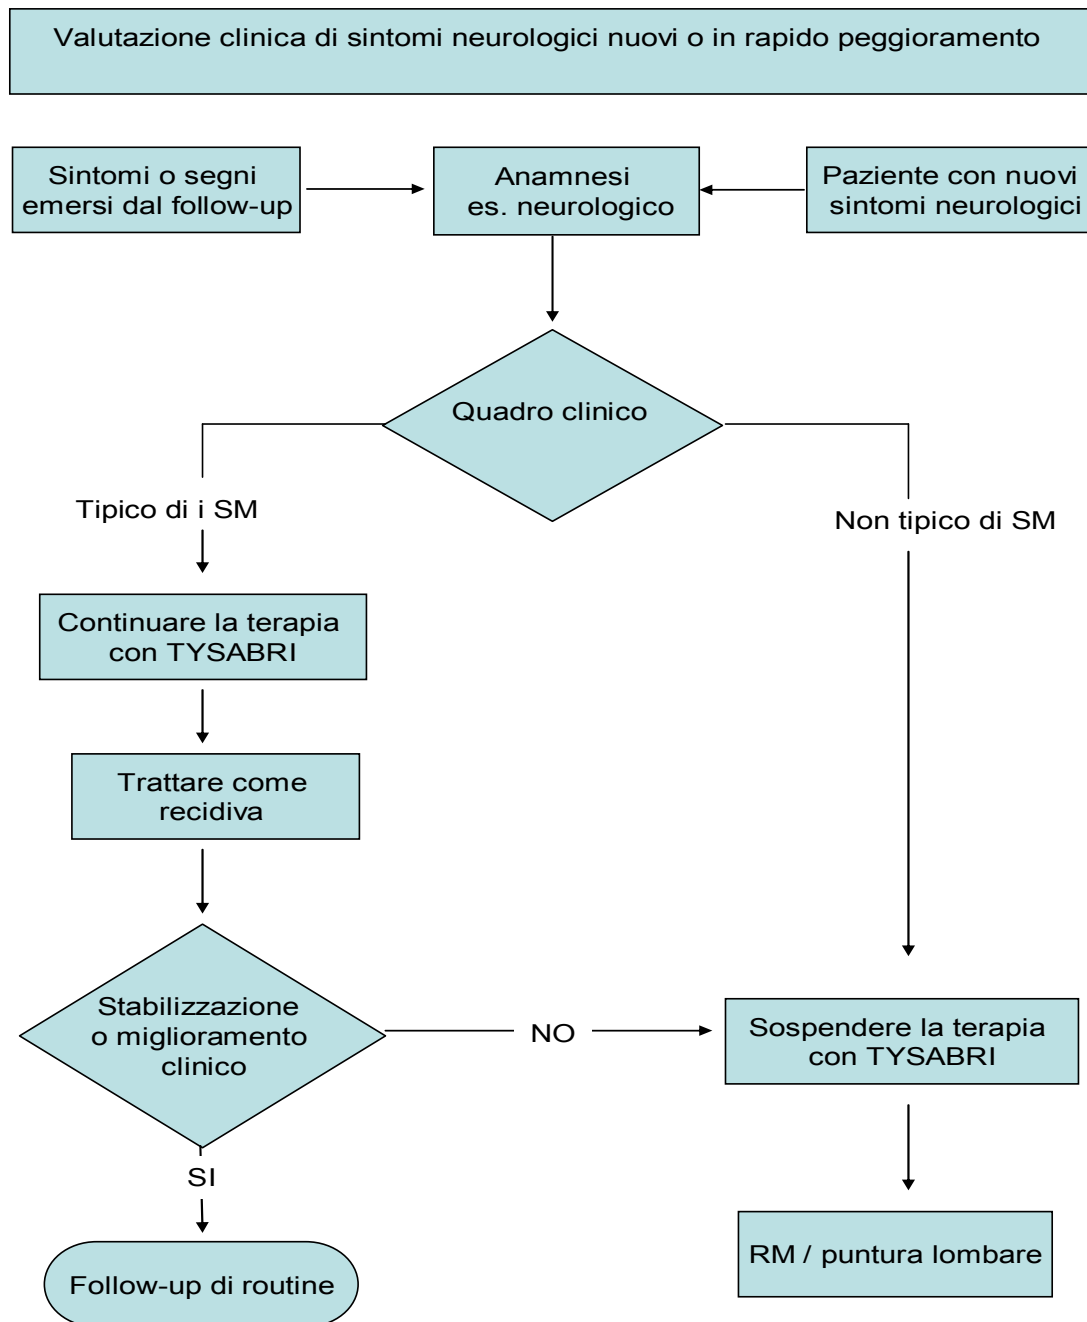 Valutazione clinica di sintomi neurologici nuovi o in rapido peggioramento
Sintomi o segni
emersi dal follow-up
Anamnesi
es. neurologico
Paziente con nuovi
sintomi neurologici
Quadro clinico
Tipico di i SM
Non tipico di SM
Continuare la terapia
con TYSABRI
Trattare come
recidiva
Stabilizzazione
o miglioramento
clinico
NO
Sospendere la terapia
con TYSABRI
SI
Follow-up di routine
RM / puntura lombare